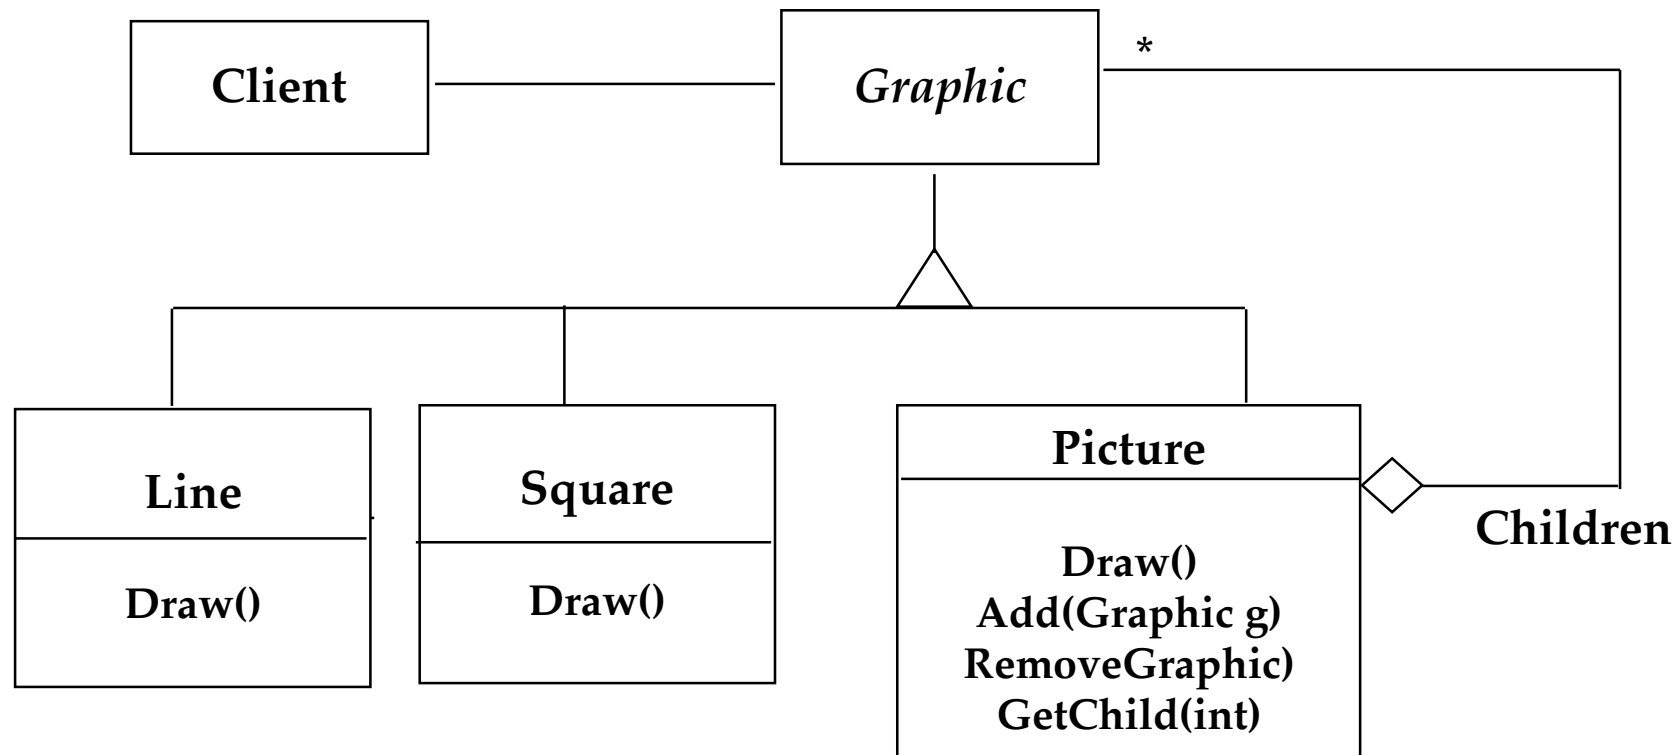 Client
Graphic
*
Line
Draw()
Square
Draw()
Picture
Draw()
Add(Graphic g)
RemoveGraphic)
GetChild(int)
Children